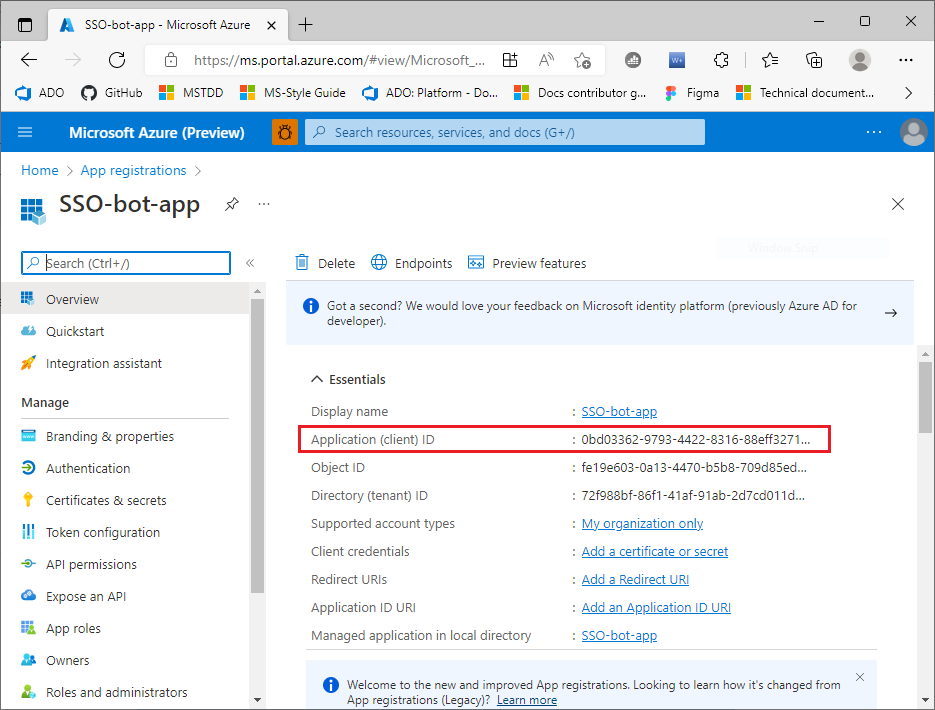 SSO-bot-app - Microsoft Azure
https://ms.portal.azure.com/#view/Microsoft_...
ADO GitHub MSTDD MS-Style Guide ADO: Platform - Do... Docs contributor g... Figma Technical document...
Microsoft Azure (Preview) Search resources, services, and docs (G+/)
Home > App registrations >
SSO-bot-app
Search (Ctrl+/)
Overview
Quickstart
Integration assistant
Manage
Branding & properties
Authentication
Certificates & secrets
Token configuration
API permissions
Expose an API
App roles
Owners
Roles and administrators
Delete Endpoints Preview features
Got a second? We would love your feedback on Microsoft identity platform (previously Azure AD for
developer).
Essentials
Display name : SSO-bot-app
Application (client) ID : 0bd03362-9793-4422-8316-88eff3271...
Object ID : fe19e603-0a13-4470-b5b8-709d85ed...
Directory (tenant) ID : 72f988bf-86f1-41af-91ab-2d7cd011d...
Supported account types : My organization only
Client credentials : Add a certificate or secret
Redirect URIs : Add a Redirect URI
Application ID URI : Add an Application ID URI
Managed application in local directory : SSO-bot-app
Welcome to the new and improved App registrations. Looking to learn how it's changed from
App registrations (Legacy)? Learn more